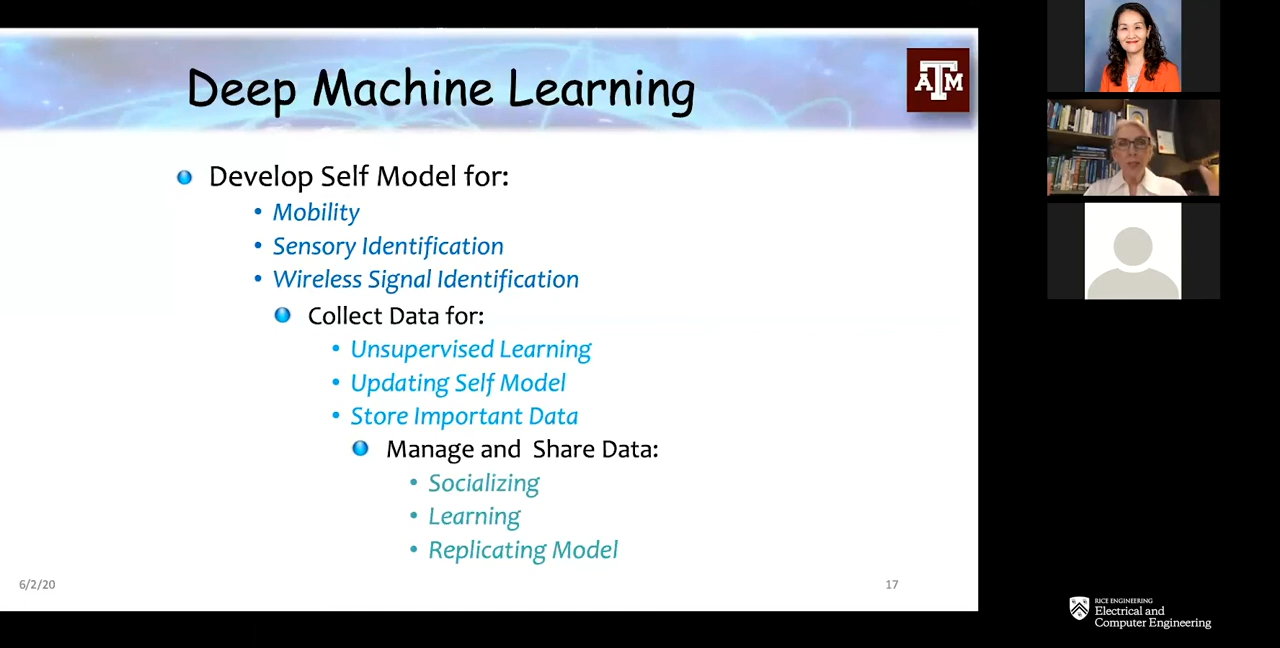 Deep Machine Learning
ATM
Develop Self Model for:
• Mobility
• Sensory Identification
• Wireless Signal Identification
Collect Data for:
• Unsupervised Learning
• Updating Self Model
• Store Important Data
Manage and Share Data:
• Socializing
• Learning
• Replicating Model
6/2/20
17
RICE ENGINEERING
Electrical and
Computer Engineering